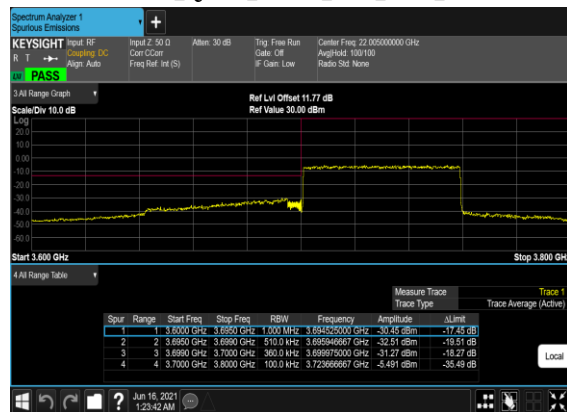 Spectrum Analyzer 1
Spurious Emissions
KEYSIGHT Input: RF Input Z: 50 Ω Atten: 30 dB Trig: Free Run Center Freq: 22.005000000 GHz
R T Coupling: DC Corr CCorr Gate: Off Avg|Hold: 100/100
Align: Auto Freq Ref: Int (S) IF Gain: Low Radio Std: None
LW PASS
3 All Range Graph
Ref Lvl Offset 11.77 dB
Scale/Div 10.0 dB Ref Value 30.00 dBm
Log
20.0
10.0
0.00
-10.0
-20.0
-30.0
-40.0
-50.0
-60.0
Start 3.600 GHz Stop 3.800 GHz
4 All Range Table
Measure Trace Trace 1
Trace Type Trace Average (Active)
Spur Range Start Freq Stop Freq RBW Frequency Amplitude ΔLimit
1 1 3.6000 GHz 3.6950 GHz 1.000 MHz 3.694525000 GHz -30.45 dBm -17.45 dB
2 2 3.6950 GHz 3.6990 GHz 510.0 kHz 3.695946667 GHz -32.51 dBm -19.51 dB
3 3 3.6990 GHz 3.7000 GHz 360.0 kHz 3.699975000 GHz -31.27 dBm -18.27 dB
4 4 3.7000 GHz 3.8000 GHz 100.0 kHz 3.723666667 GHz -5.491 dBm -35.49 dB
Local
? Jun 16, 2021
1:23:42 AM